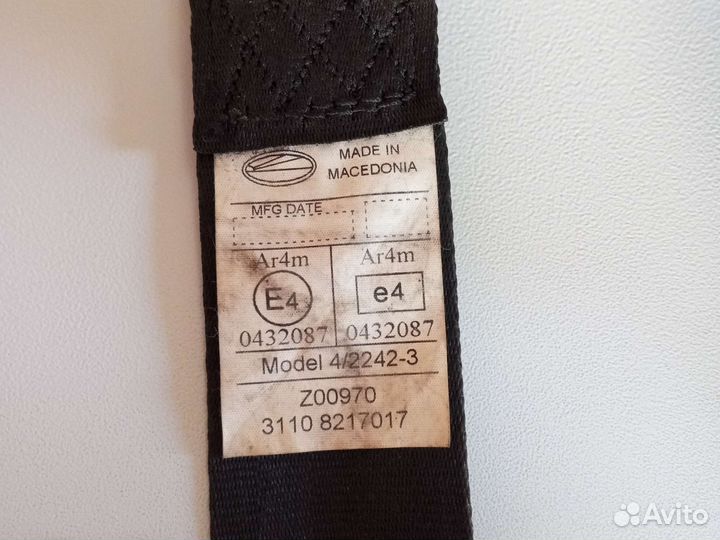 MADE IN
MACEDONIA
MFG DATE
Ar4m Ar4m
E4 e4
0432087 0432087
Model 4/2242-3
Z00970
3110 8217017
Avito